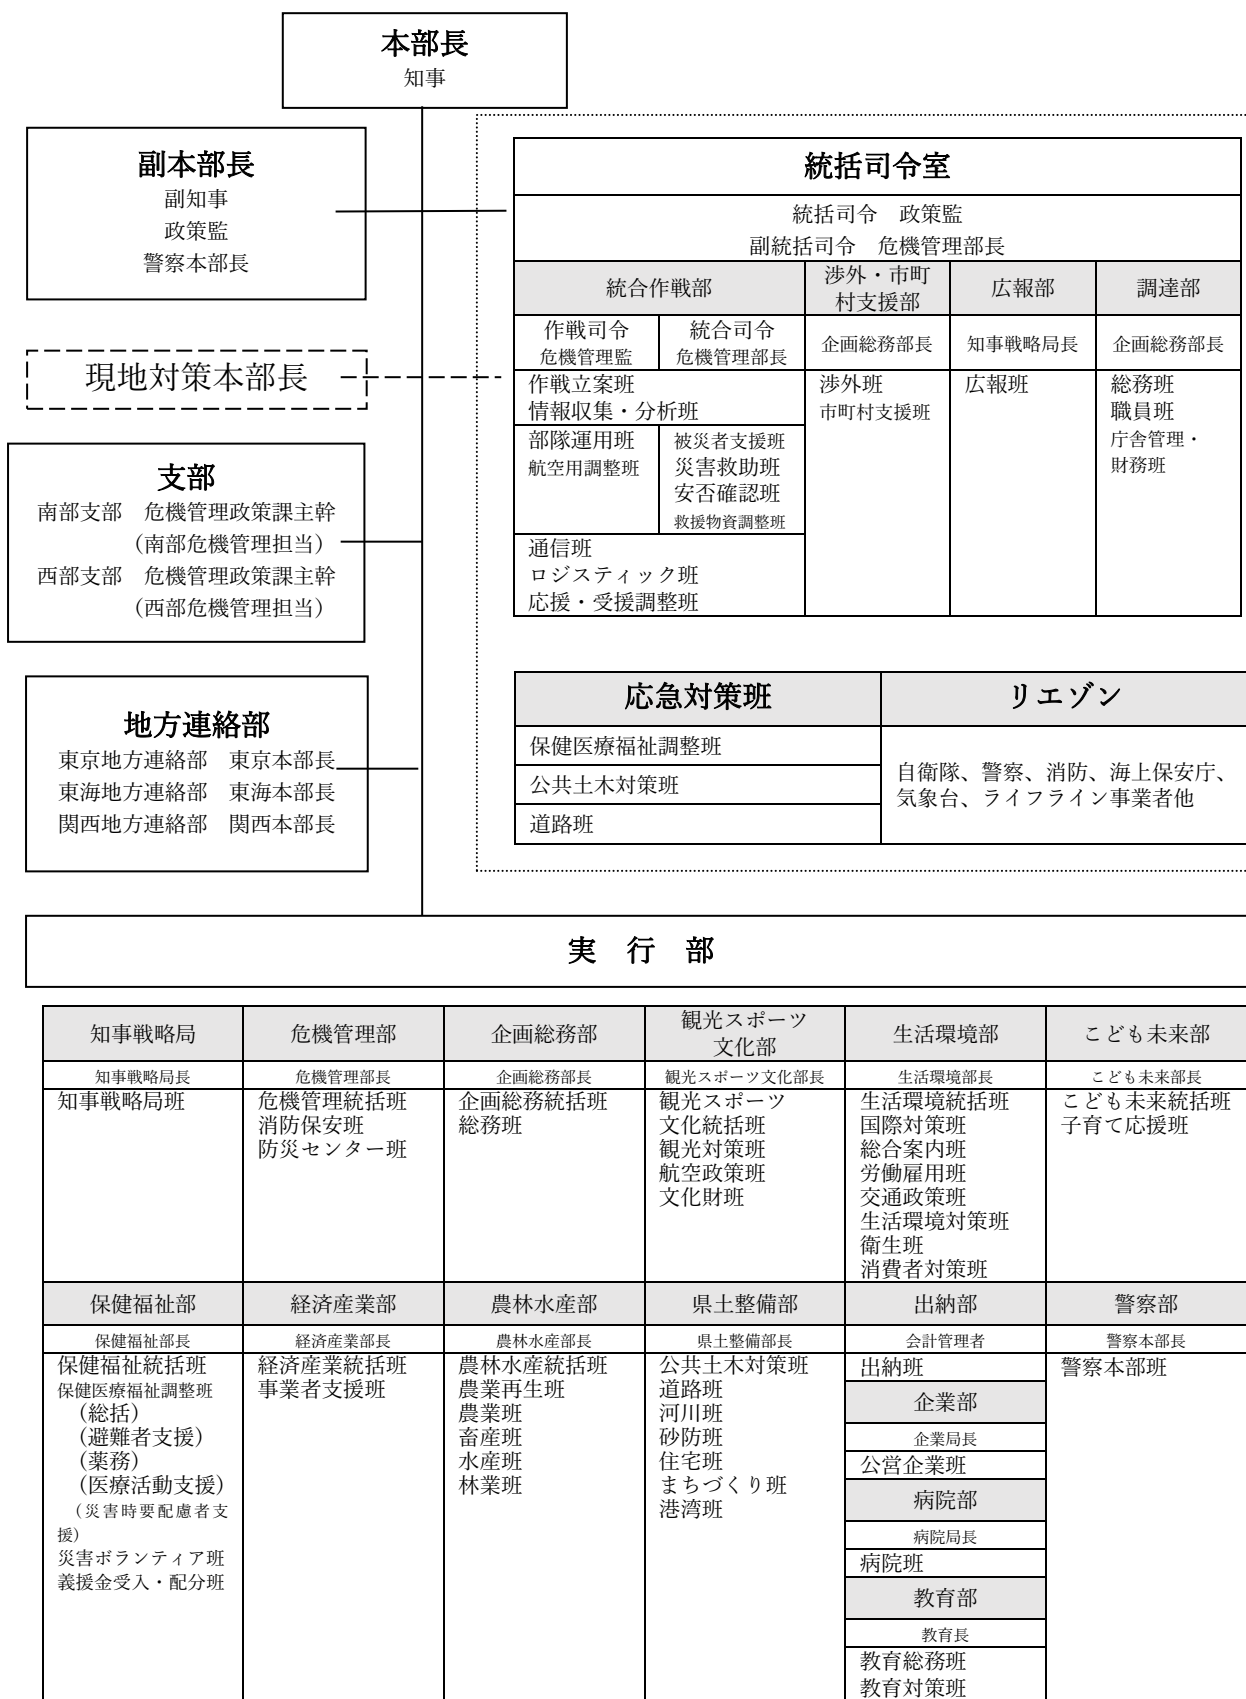 本部長
知事
副本部長
副知事
政策監
警察本部長
現地対策本部長
支部
南部支部　危機管理政策課主幹
（南部危機管理担当）
西部支部　危機管理政策課主幹
（西部危機管理担当）
地方連絡部
東京地方連絡部　東京本部長
東海地方連絡部　東海本部長
関西地方連絡部　関西本部長
統括司令室
統括司令　政策監
副統括司令　危機管理部長
統合作戦部
渉外・市町
村支援部
広報部
調達部
作戦司令
危機管理監
統合司令
危機管理部長
企画総務部長
知事戦略局長
企画総務部長
作戦立案班
情報収集・分析班
部隊運用班
航空用調整班
被災者支援班
災害救助班
安否確認班
救援物資調整班
通信班
ロジスティック班
応援・受援調整班
渉外班
市町村支援班
広報班
総務班
職員班
庁舎管理・
財務班
応急対策班
リエゾン
保健医療福祉調整班
公共土木対策班
道路班
自衛隊、警察、消防、海上保安庁、
気象台、ライフライン事業者他
実　行　部
知事戦略局
知事戦略局長
知事戦略局班
危機管理部
危機管理部長
危機管理統括班
消防保安班
防災センター班
企画総務部
企画総務部長
企画総務統括班
総務班
観光スポーツ
文化部
観光スポーツ文化部長
観光スポーツ
文化統括班
観光対策班
航空政策班
文化財班
生活環境部
生活環境部長
生活環境統括班
国際対策班
総合案内班
労働雇用班
交通政策班
生活環境対策班
衛生班
消費者対策班
こども未来部
こども未来部長
こども未来統括班
子育て応援班
保健福祉部
保健福祉部長
保健福祉統括班
保健医療福祉調整班
（総括）
（避難者支援）
（薬務）
（医療活動支援）
（災害時要配慮者支
援）
災害ボランティア班
義援金受入・配分班
経済産業部
経済産業部長
経済産業統括班
事業者支援班
農林水産部
農林水産部長
農林水産統括班
農業再生班
農業班
畜産班
水産班
林業班
県土整備部
県土整備部長
公共土木対策班
道路班
河川班
砂防班
住宅班
まちづくり班
港湾班
出納部
会計管理者
出納班
企業部
企業局長
公営企業班
病院部
病院局長
病院班
教育部
教育長
教育総務班
教育対策班
警察部
警察本部長
警察本部班